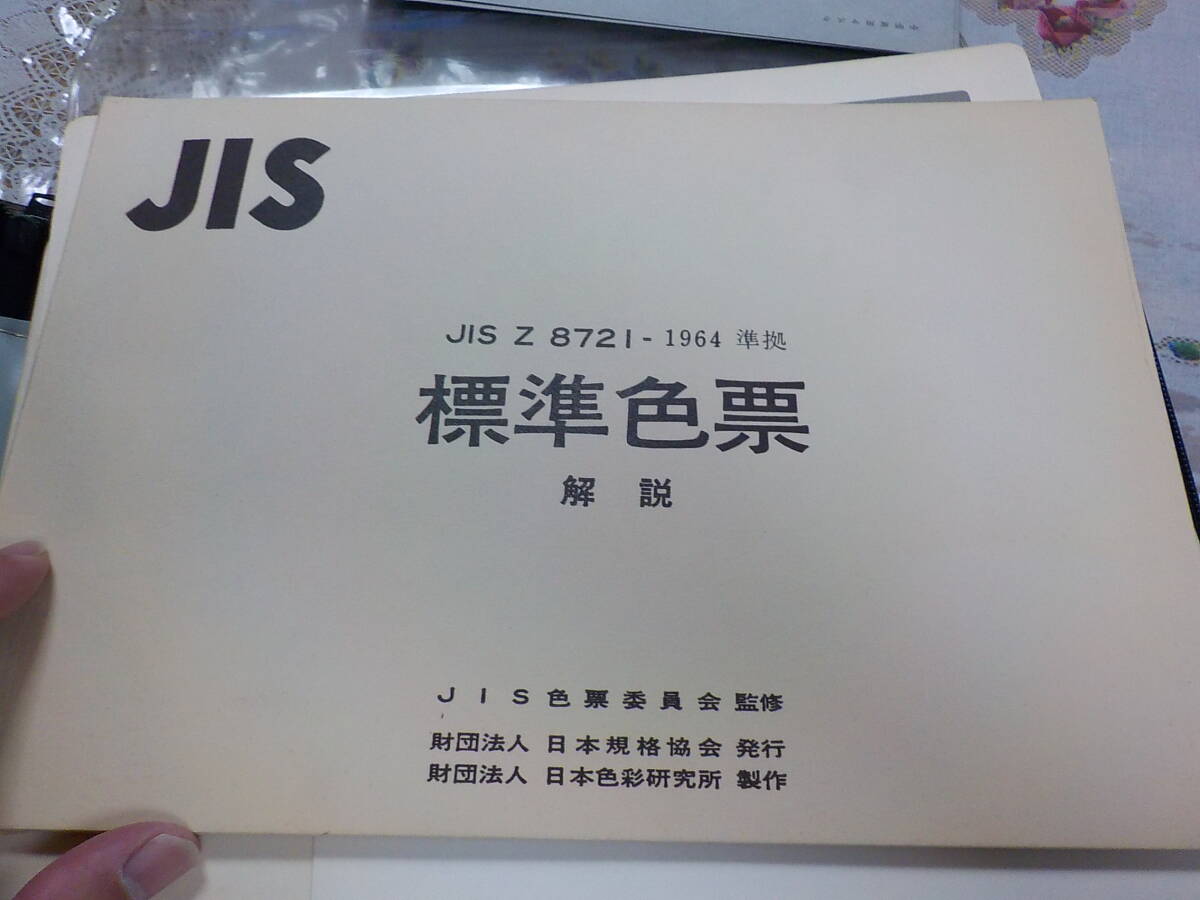 JIS
JIS Z 8721-1964 準拠
標準色票
解 説
JIS色票委員会 監修
財団法人 日本規格協会 発行
財団法人 日本色彩研究所 製作